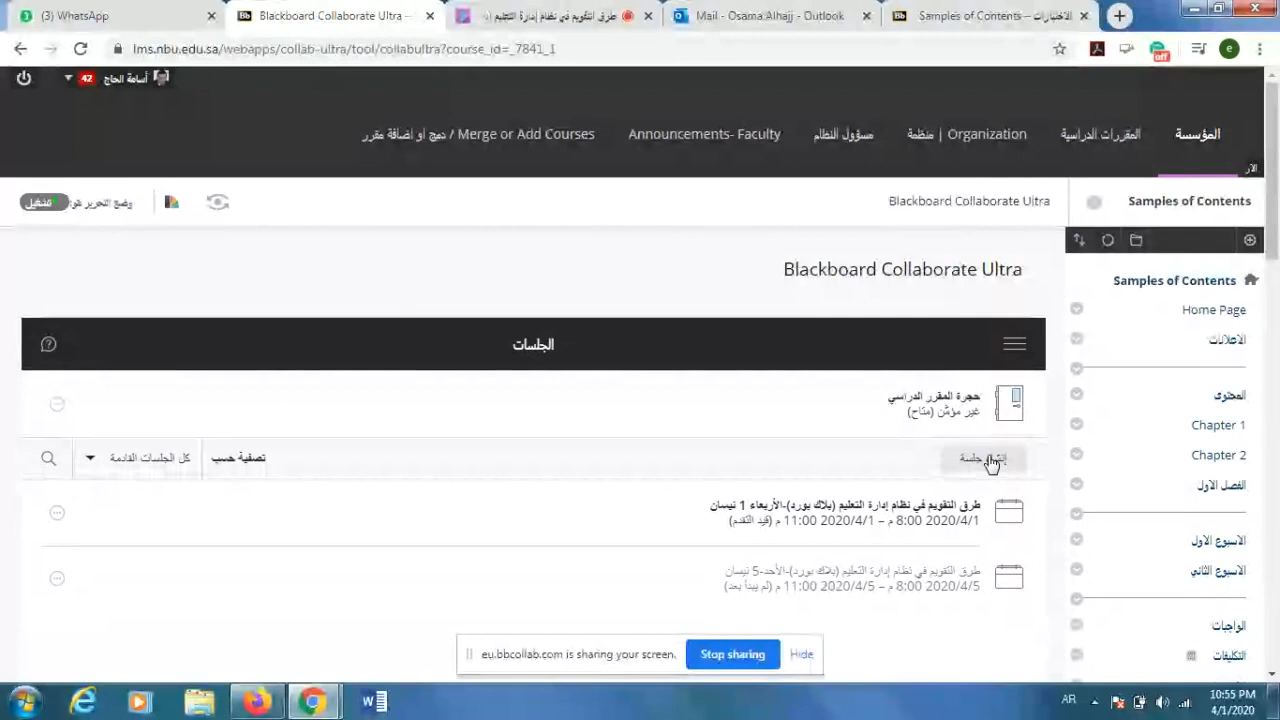 (3) WhatsApp
Blackboard Collaborate Ultra –
طرق التقويم في نظام إدارة التعليم
Mail - Osama Alhajj - Outlook
Samples of Contents – الاختبارات
lms.nbu.edu.sa/webapps/collab-ultra/tool/collabultra?course_id=_7841_1
off
e
أسامة الحاج
42
المؤسسة
المقررات الدراسية
Organization | منظمة
مسؤول النظام
Announcements- Faculty
Merge or Add Courses / دمج او اضافة مقرر
الار
Samples of Contents
Blackboard Collaborate Ultra
وضع التحرير هو
تشغيل
Blackboard Collaborate Ultra
الجلسات
حجرة المقرر الدراسي
غير مؤمَّن (متاح)
جلسة
تصفية حسب
كل الجلسات القادمة
طرق التقويم في نظام إدارة التعليم (بلاك بورد)-الأربعاء 1 نيسان
2020/4/1 8:00 م – 2020/4/1 11:00 م (قيد التقدم)
طرق التقويم في نظام إدارة التعليم (بلاك بورد)-الأحد-5 نيسان
2020/4/5 8:00 م – 2020/4/5 11:00 م (لم يبدأ بعد)
Samples of Contents
Home Page
الاعلانات
المحتوى
Chapter 1
Chapter 2
الفصل الاول
الاسبوع الاول
الاسبوع الثاني
الواجبات
التكليفات
eu.bbcollab.com is sharing your screen.
Stop sharing
Hide
AR
10:55 PM
4/1/2020